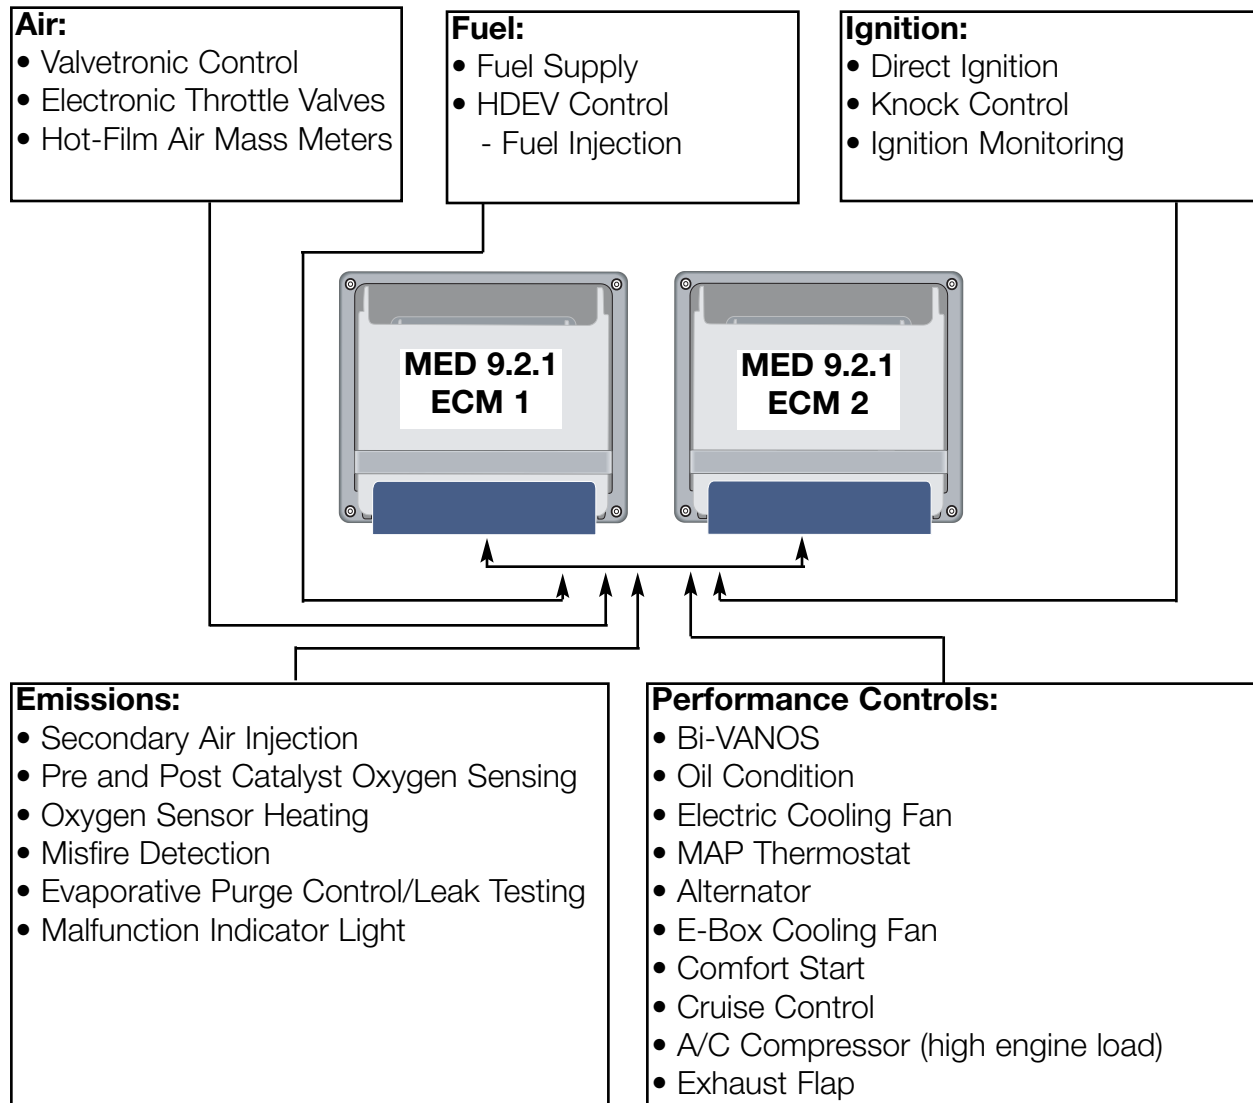 Air:
• Valvetronic Control
• Electronic Throttle Valves
• Hot-Film Air Mass Meters
Fuel:
• Fuel Supply
• HDEV Control
- Fuel Injection
Ignition:
• Direct Ignition
• Knock Control
• Ignition Monitoring
MED 9.2.1
ECM 1
MED 9.2.1
ECM 2
Emissions:
• Secondary Air Injection
• Pre and Post Catalyst Oxygen Sensing
• Oxygen Sensor Heating
• Misfire Detection
• Evaporative Purge Control/Leak Testing
• Malfunction Indicator Light
Performance Controls:
• Bi-VANOS
• Oil Condition
• Electric Cooling Fan
• MAP Thermostat
• Alternator
• E-Box Cooling Fan
• Comfort Start
• Cruise Control
• A/C Compressor (high engine load)
• Exhaust Flap